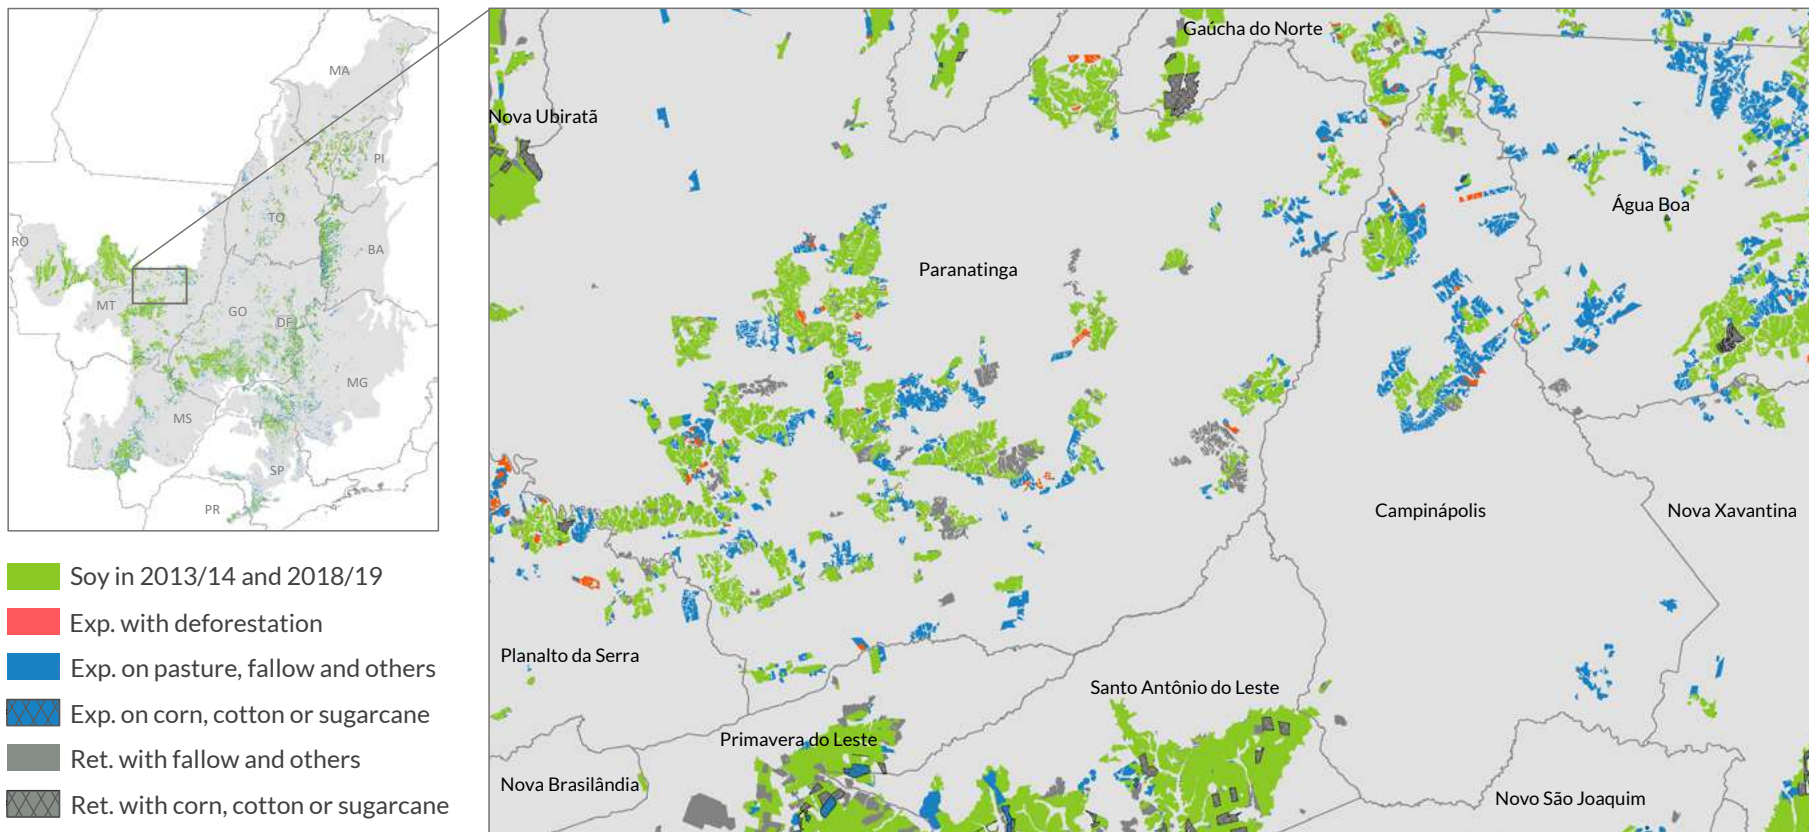 MA
PI
TO
RO
BA
MT
GO
DF
MG
MS
SP
PR
Soy in 2013/14 and 2018/19
Exp. with deforestation
Exp. on pasture, fallow and others
Exp. on corn, cotton or sugarcane
Ret. with fallow and others
Ret. with corn, cotton or sugarcane
Gaúcha do Norte
Nova Ubiratã
Água Boa
Paranatinga
Campinápolis
Nova Xavantina
Planalto da Serra
Santo Antônio do Leste
Primavera do Leste
Nova Brasilândia
Novo São Joaquim